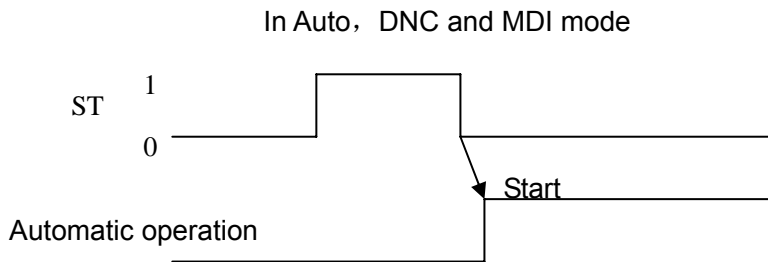 In Auto，DNC and MDI mode
1
ST
0
Start
Automatic operation